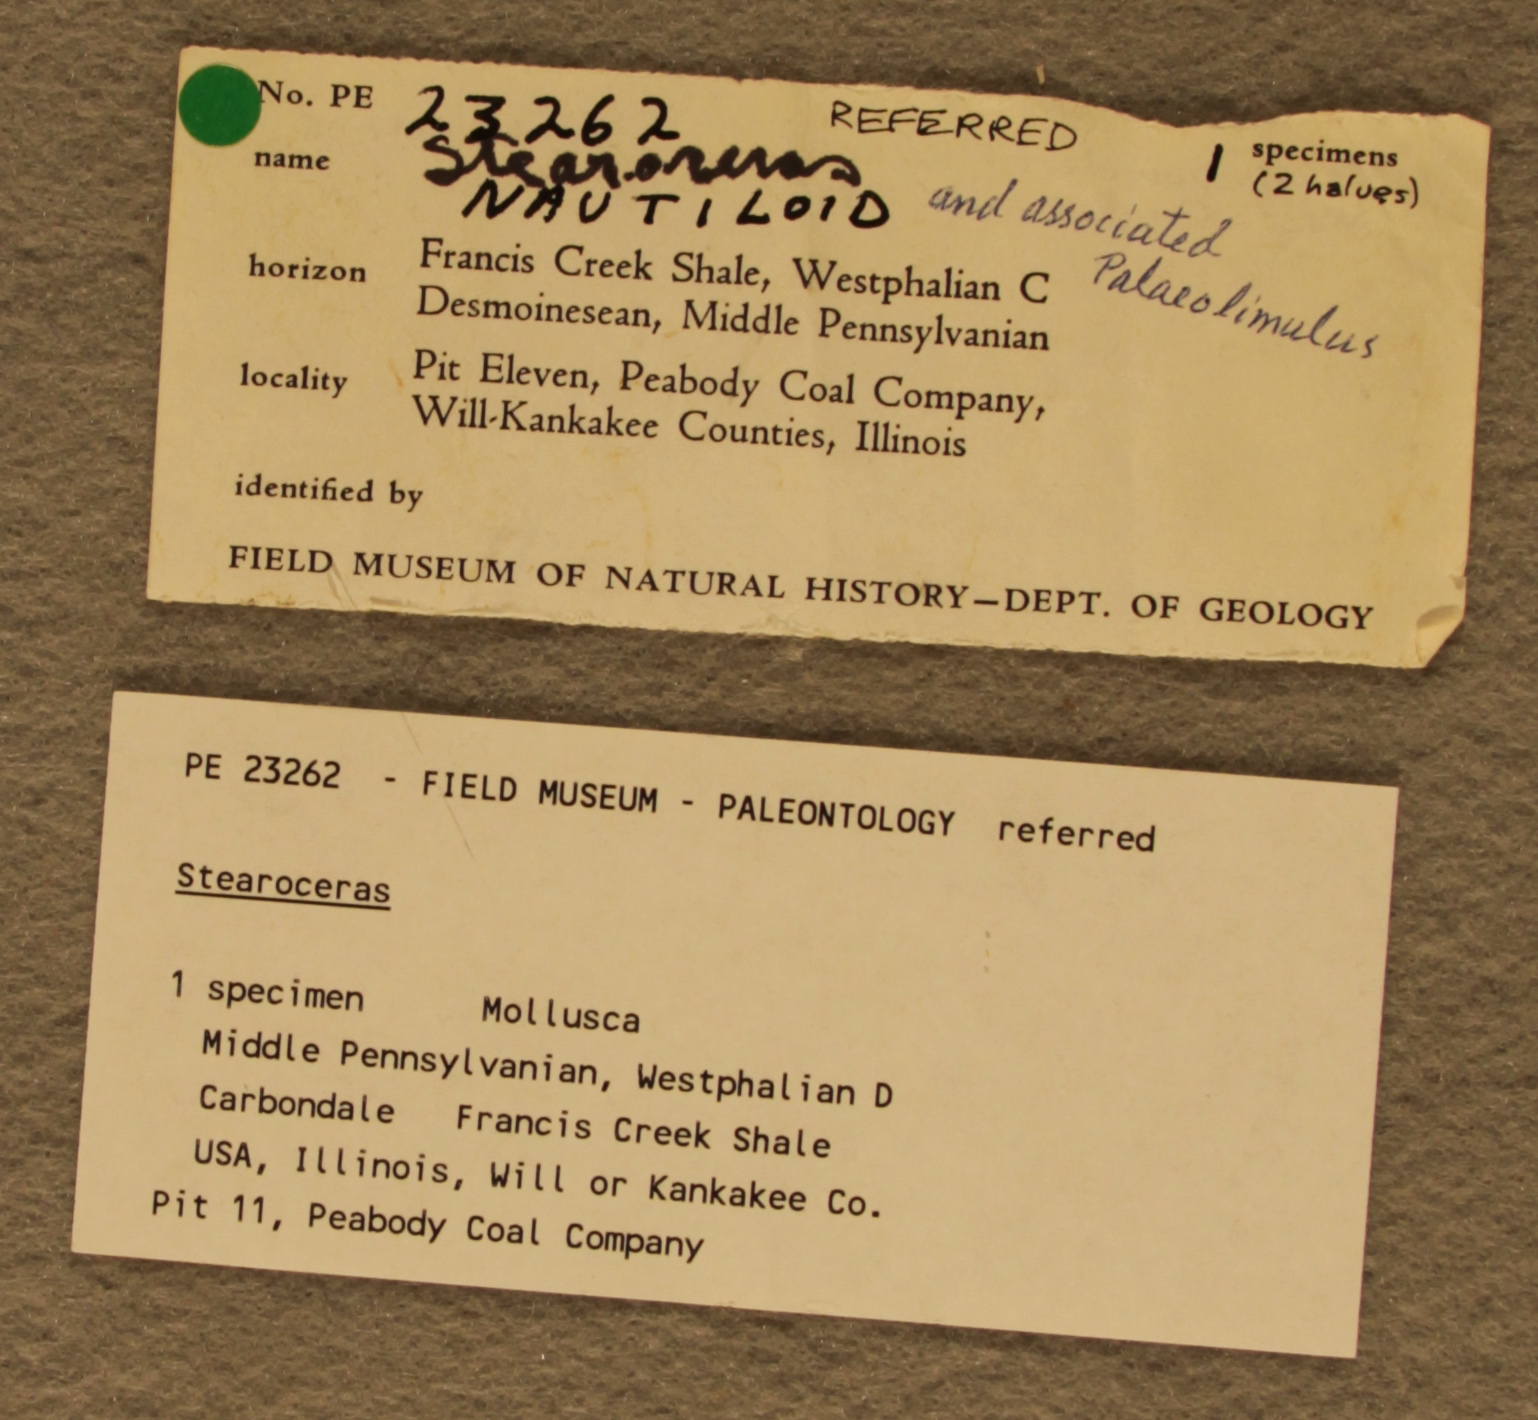 No. PE 23262 REFERRED 1 specimens
(2 halves)
name Stearoceras
NAUTILOID and associated
Palaeolimulus
horizon Francis Creek Shale, Westphalian C
Desmoinesean, Middle Pennsylvanian
locality Pit Eleven, Peabody Coal Company,
Will-Kankakee Counties, Illinois
identified by
FIELD MUSEUM OF NATURAL HISTORY—DEPT. OF GEOLOGY
PE 23262 - FIELD MUSEUM - PALEONTOLOGY referred
Stearoceras
1 specimen Mollusca
Middle Pennsylvanian, Westphalian D
Carbondale Francis Creek Shale
USA, Illinois, Will or Kankakee Co.
Pit 11, Peabody Coal Company